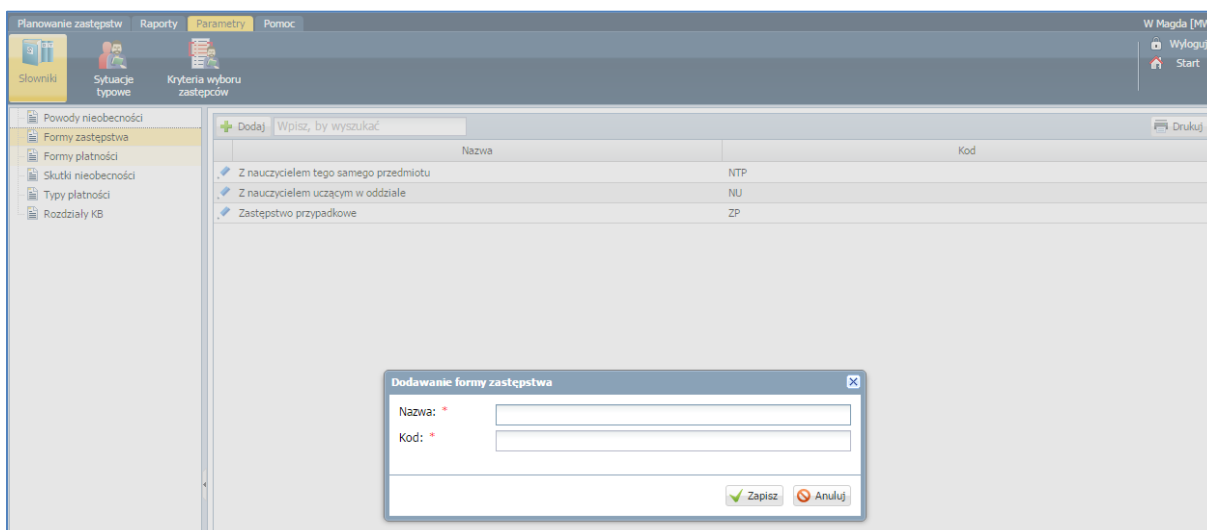 Planowanie zastępstw Raporty Parametry Pomoc W Magda [MW
Słowniki
Sytuacje
typowe
Kryteria wyboru
zastępców
Wyloguj
Start
Powody nieobecności
Formy zastępstwa
Formy płatności
Skutki nieobecności
Typy płatności
Rozdziały KB
Dodaj Wpisz, by wyszukać Drukuj
Nazwa Kod
Z nauczycielem tego samego przedmiotu NTP
Z nauczycielem uczącym w oddziale NU
Zastępstwo przypadkowe ZP
Dodawanie formy zastępstwa
Nazwa: *
Kod: *
Zapisz Anuluj